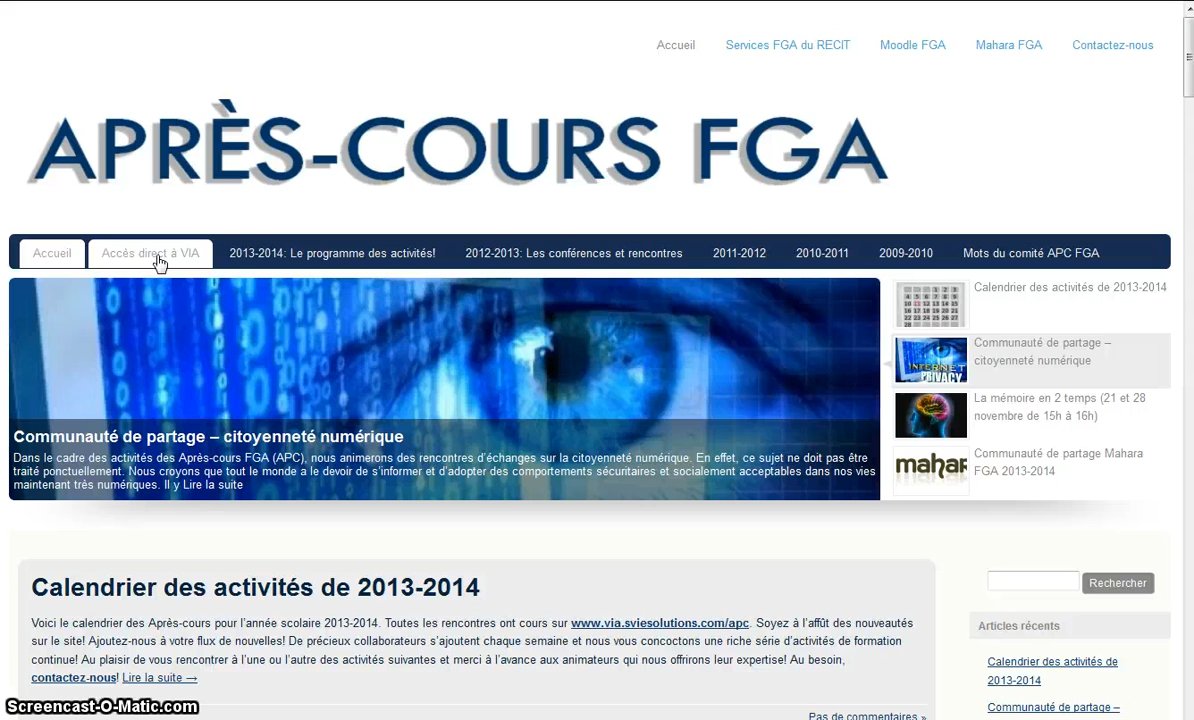 Accueil Services FGA du RECIT Moodle FGA Mahara FGA Contactez-nous
APRÈS-COURS FGA
Accueil Accès direct à VIA 2013-2014: Le programme des activités! 2012-2013: Les conférences et rencontres 2011-2012 2010-2011 2009-2010 Mots du comité APC FGA
Communauté de partage – citoyenneté numérique
Dans le cadre des activités des Après-cours FGA (APC), nous animerons des rencontres d'échanges sur la citoyenneté numérique. En effet, ce sujet ne doit pas être
traité ponctuellement. Nous croyons que tout le monde a le devoir de s'informer et d'adopter des comportements sécuritaires et socialement acceptables dans nos vies
maintenant très numériques. Il y Lire la suite
Calendrier des activités de 2013-2014
INTERNET
PRIVACY
Communauté de partage –
citoyenneté numérique
La mémoire en 2 temps (21 et 28
novembre de 15h à 16h)
mahar
Communauté de partage Mahara
FGA 2013-2014
Calendrier des activités de 2013-2014
Voici le calendrier des Après-cours pour l'année scolaire 2013-2014. Toutes les rencontres ont cours sur www.via.sviesolutions.com/apc. Soyez à l'affût des nouveautés
sur le site! Ajoutez-nous à votre flux de nouvelles! De précieux collaborateurs s'ajoutent chaque semaine et nous vous concoctons une riche série d'activités de formation
continue! Au plaisir de vous rencontrer à l'une ou l'autre des activités suivantes et merci à l'avance aux animateurs qui nous offrirons leur expertise! Au besoin,
contactez-nous! Lire la suite →
Pas de commentaires »
Rechercher
Articles récents
Calendrier des activités de
2013-2014
Communauté de partage –
Screencast-O-Matic.com